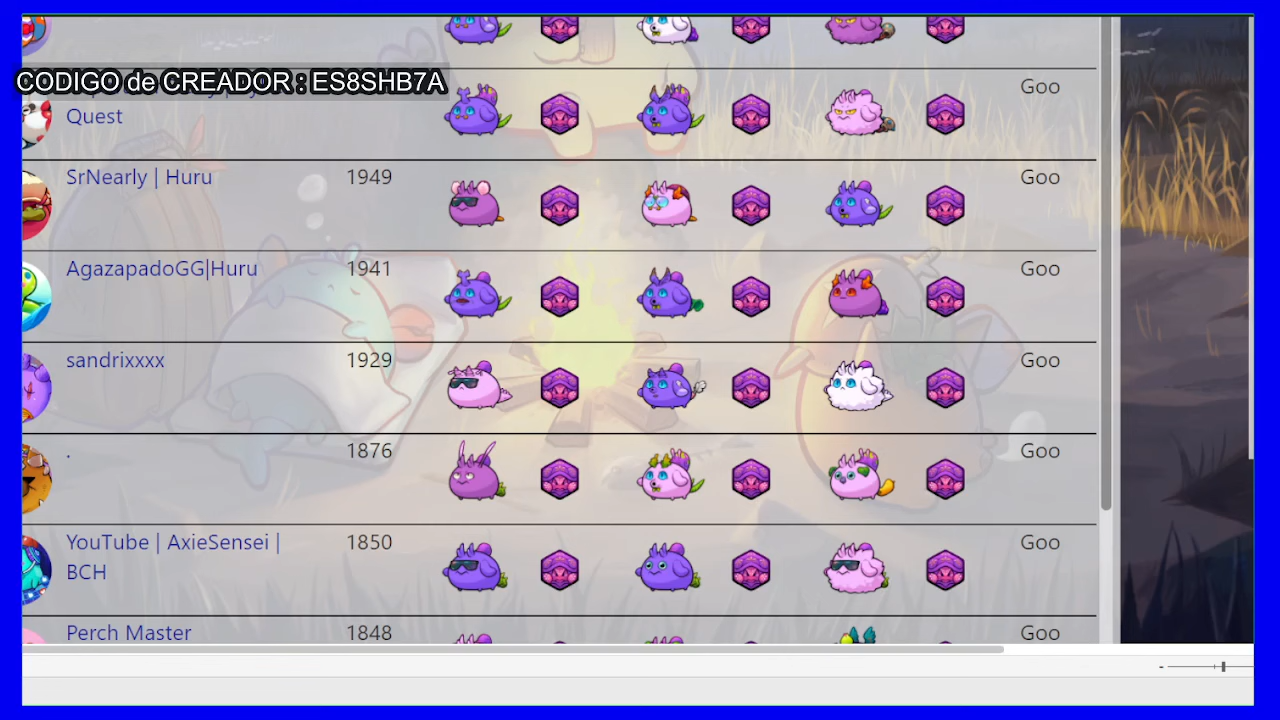 CODIGO de CREADOR : ES8SHB7A
Goo
Quest
SrNearly | Huru 1949 Goo
AgazapadoGG|Huru 1941 Goo
sandrixxxx 1929 Goo
. 1876 Goo
YouTube | AxieSensei | 1850 Goo
BCH
Perch Master 1848 Goo